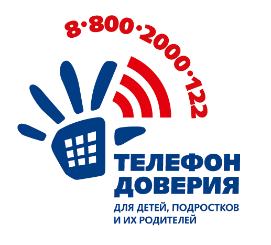 8·800·2000·122
ТЕЛЕФОН
ДОВЕРИЯ
ДЛЯ ДЕТЕЙ, ПОДРОСТКОВ
И ИХ РОДИТЕЛЕЙ